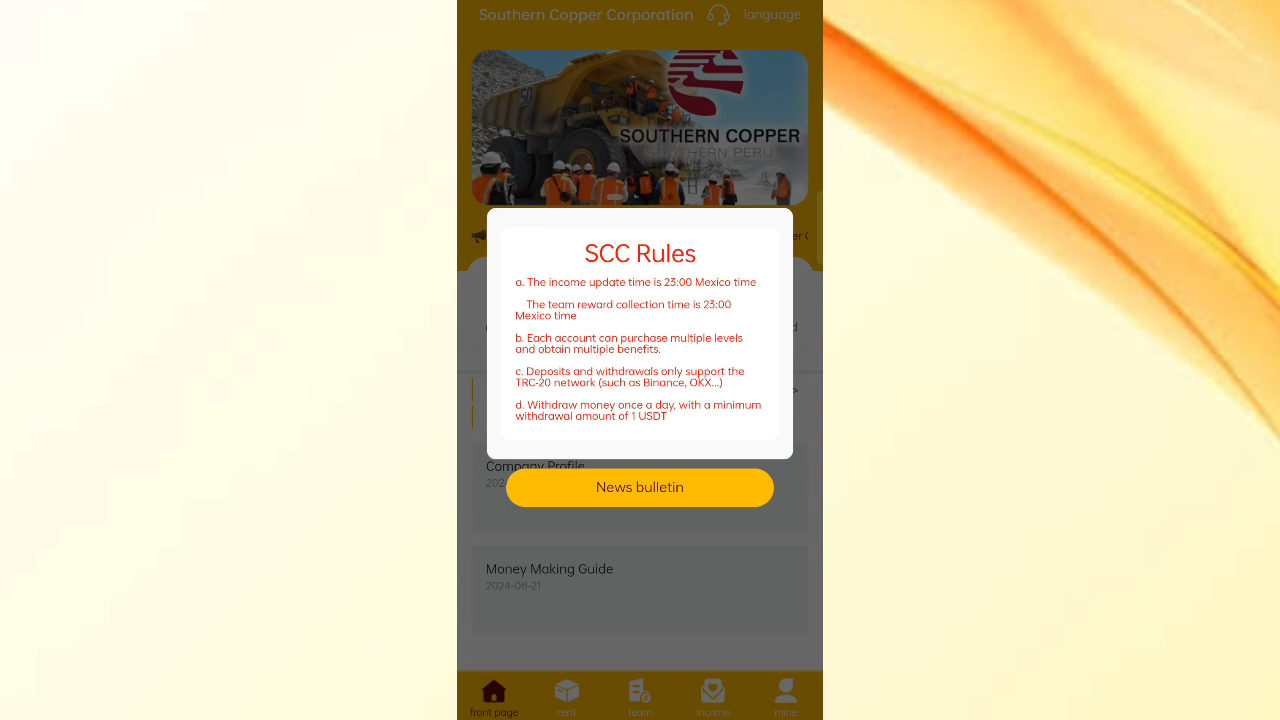 Southern Copper Corporation
language
SOUTHERN COPPER
SOUTHERN PERU
SCC Rules
a. The income update time is 23:00 Mexico time
The team reward collection time is 23:00
Mexico time
b. Each account can purchase multiple levels
and obtain multiple benefits.
c. Deposits and withdrawals only support the
TRC-20 network (such as Binance, OKX...)
d. Withdraw money once a day, with a minimum
withdrawal amount of 1 USDT
Company Profile
202
News bulletin
Money Making Guide
2024-08-21
front page
rent
team
income
mine